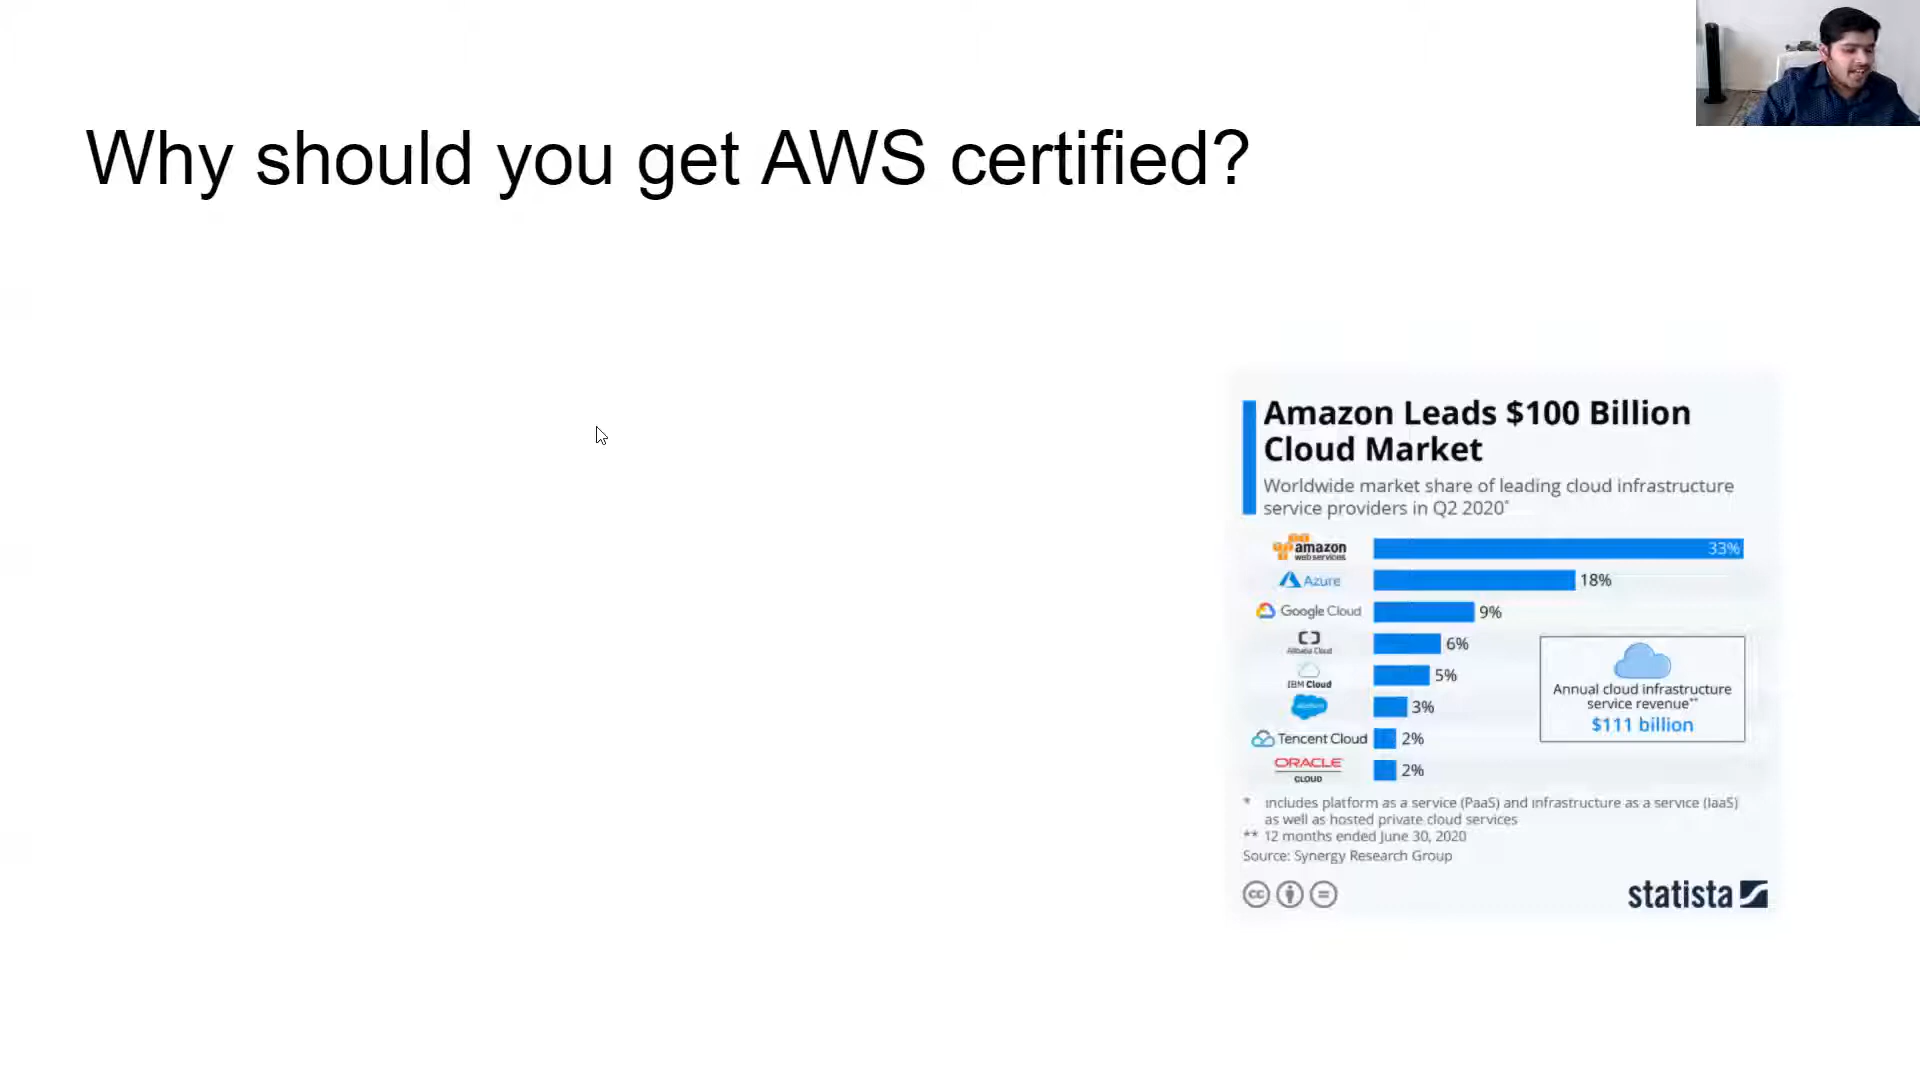 Why should you get AWS certified?
Amazon Leads $100 Billion
Cloud Market
Worldwide market share of leading cloud infrastructure
service providers in Q2 2020*
amazon
web services
33%
Azure
18%
Google Cloud
9%
Alibaba Cloud
6%
IBM Cloud
5%
3%
Tencent Cloud
2%
ORACLE
CLOUD
2%
Annual cloud infrastructure
service revenue**
$111 billion
* includes platform as a service (PaaS) and infrastructure as a service (IaaS)
as well as hosted private cloud services
** 12 months ended June 30, 2020
Source: Synergy Research Group
cc
statista